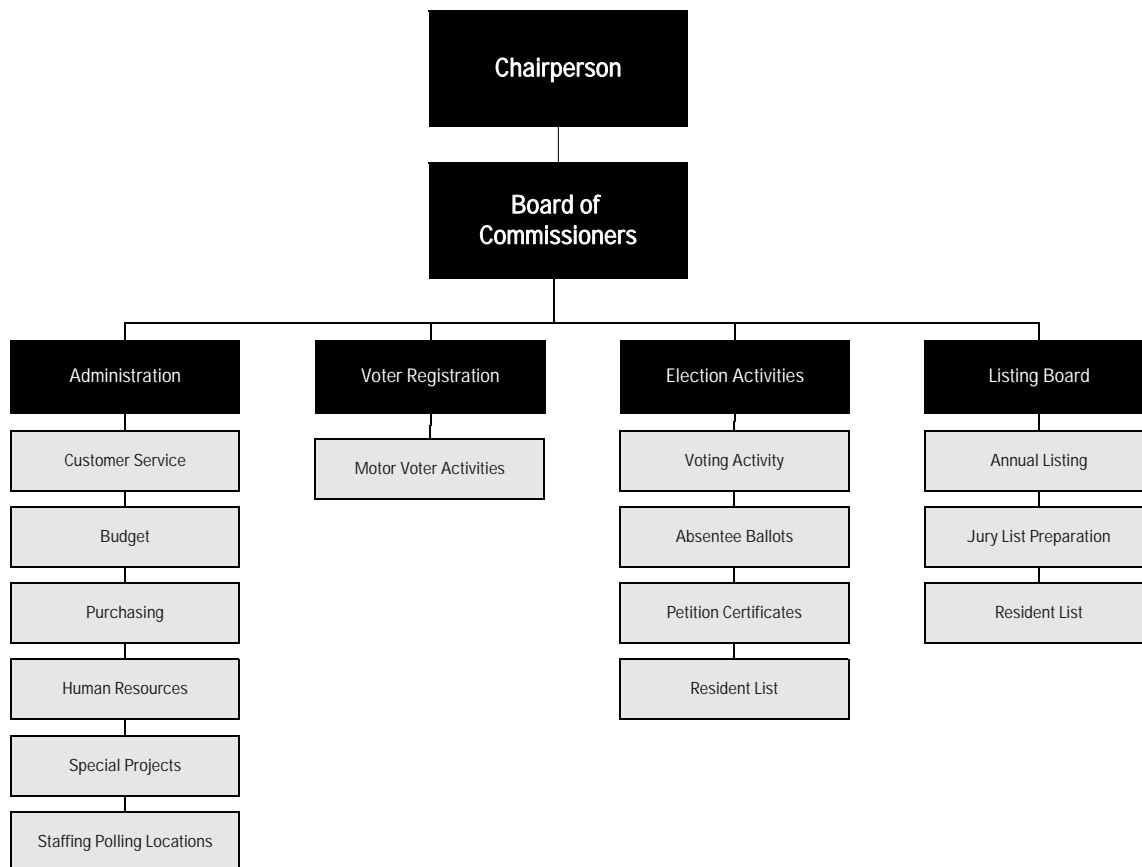 Chairperson
Board of
Commissioners
Administration
Voter Registration
Election Activities
Listing Board
Customer Service
Motor Voter Activities
Voting Activity
Annual Listing
Budget
Absentee Ballots
Jury List Preparation
Purchasing
Petition Certificates
Resident List
Human Resources
Resident List
Special Projects
Staffing Polling Locations